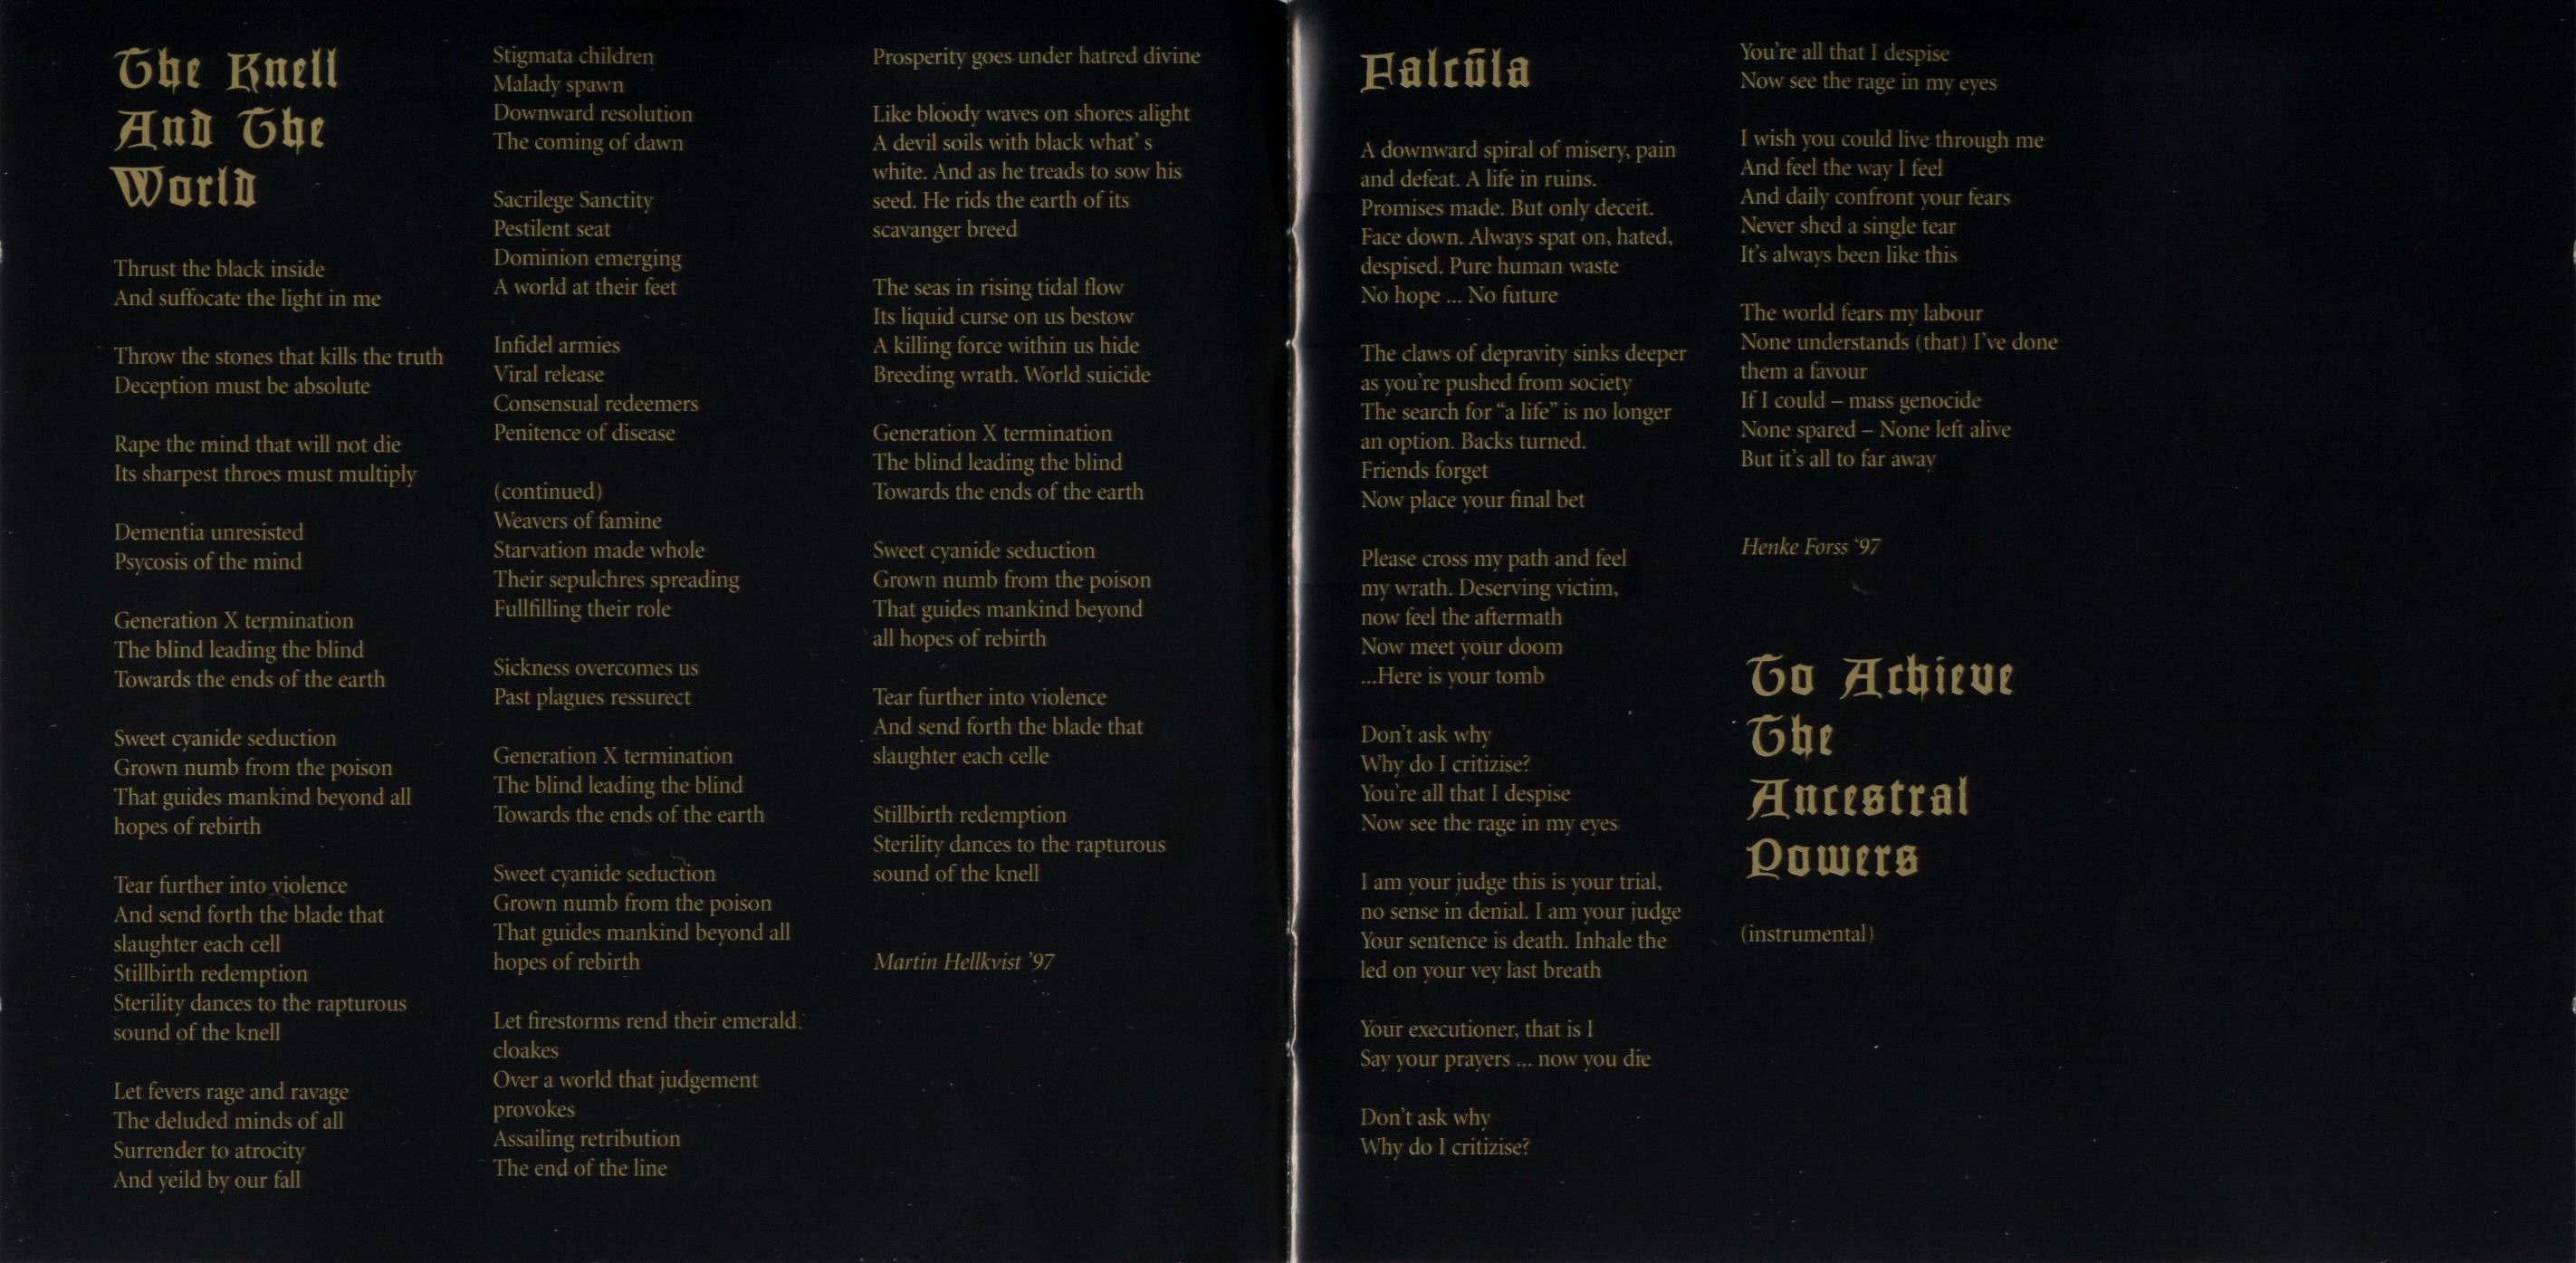 The Knell
And The
World
Thrust the black inside
And suffocate the light in me
Throw the stones that kills the truth
Deception must be absolute
Rape the mind that will not die
Its sharpest throes must multiply
Dementia unresisted
Psycosis of the mind
Generation X termination
The blind leading the blind
Towards the ends of the earth
Sweet cyanide seduction
Grown numb from the poison
That guides mankind beyond all
hopes of rebirth
Tear further into violence
And send forth the blade that
slaughter each cell
Stillbirth redemption
Sterility dances to the rapturous
sound of the knell
Let fevers rage and ravage
The deluded minds of all
Surrender to atrocity
And yeild by our fall
Stigmata children
Malady spawn
Downward resolution
The coming of dawn
Sacrilege Sanctity
Pestilent seat
Dominion emerging
A world at their feet
Infidel armies
Viral release
Consensual redeemers
Penitence of disease
(continued)
Weavers of famine
Starvation made whole
Their sepulchres spreading
Fullfilling their role
Sickness overcomes us
Past plagues ressurect
Generation X termination
The blind leading the blind
Towards the ends of the earth
Sweet cyanide seduction
Grown numb from the poison
That guides mankind beyond all
hopes of rebirth
Let firestorms rend their emerald
cloakes
Over a world that judgement
provokes
Assailing retribution
The end of the line
Prosperity goes under hatred divine
Like bloody waves on shores alight
A devil soils with black what' s
white. And as he treads to sow his
seed. He rids the earth of its
scavanger breed
The seas in rising tidal flow
Its liquid curse on us bestow
A killing force within us hide
Breeding wrath. World suicide
Generation X termination
The blind leading the blind
Towards the ends of the earth
Sweet cyanide seduction
Grown numb from the poison
That guides mankind beyond
all hopes of rebirth
Tear further into violence
And send forth the blade that
slaughter each celle
Stillbirth redemption
Sterility dances to the rapturous
sound of the knell
Martin Hellkvist '97
Falcūla
A downward spiral of misery, pain
and defeat. A life in ruins.
Promises made. But only deceit.
Face down. Always spat on, hated,
despised. Pure human waste
No hope ... No future
The claws of depravity sinks deeper
as you're pushed from society
The search for “a life” is no longer
an option. Backs turned.
Friends forget
Now place your final bet
Please cross my path and feel
my wrath. Deserving victim,
now feel the aftermath
Now meet your doom
...Here is your tomb
Don't ask why
Why do I critizise?
You're all that I despise
Now see the rage in my eyes
I am your judge this is your trial,
no sense in denial. I am your judge
Your sentence is death. Inhale the
led on your vey last breath
Your executioner, that is I
Say your prayers ... now you die
Don't ask why
Why do I critizise?
You're all that I despise
Now see the rage in my eyes
I wish you could live through me
And feel the way I feel
And daily confront your fears
Never shed a single tear
It's always been like this
The world fears my labour
None understands (that) I've done
them a favour
If I could – mass genocide
None spared – None left alive
But it's all to far away
Henke Forss ‘97
To Achieve
The
Ancestral
Powers
(instrumental)